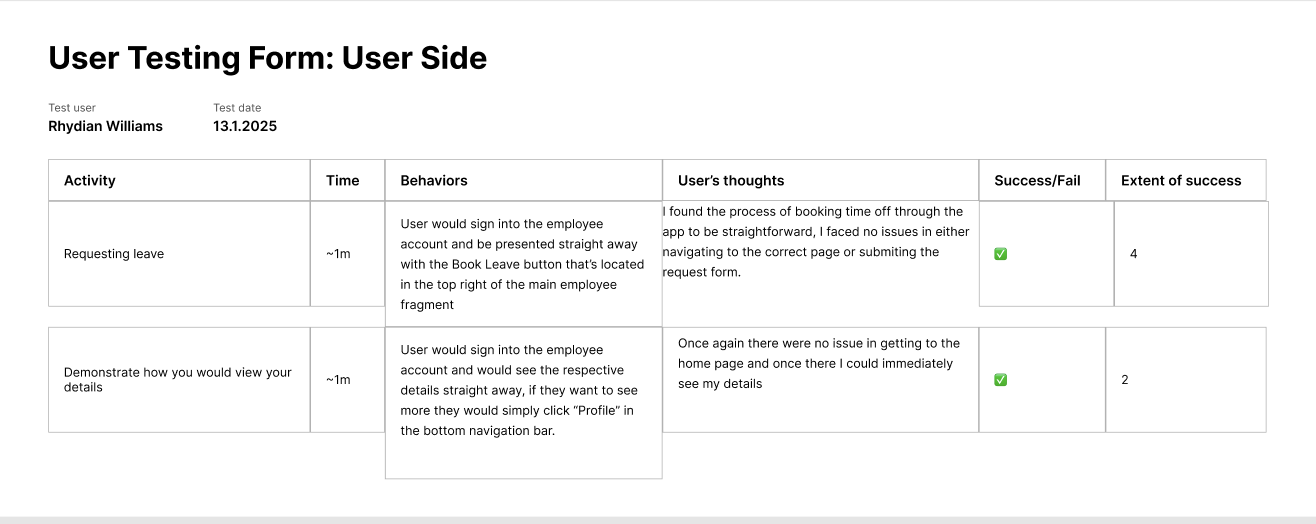 User Testing Form: User Side
Test user
Test date
Rhydian Williams
13.1.2025
Activity
Time
Behaviors
User's thoughts
Success/Fail
Extent of success
Requesting leave
~1m
User would sign into the employee
account and be presented straight away
with the Book Leave button that's located
in the top right of the main employee
fragment
I found the process of booking time off through the
app to be straightforward, I faced no issues in either
navigating to the correct page or submiting the
request form.
✅
4
Demonstrate how you would view your
details
~1m
User would sign into the employee
account and would see the respective
details straight away, if they want to see
more they would simply click “Profile” in
the bottom navigation bar.
Once again there were no issue in getting to the
home page and once there I could immediately
see my details
✅
2